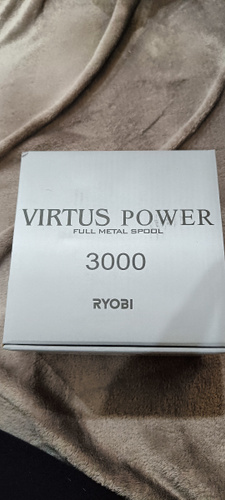 VIRTUS POWER
FULL METAL SPOOL
3000
RYOBI